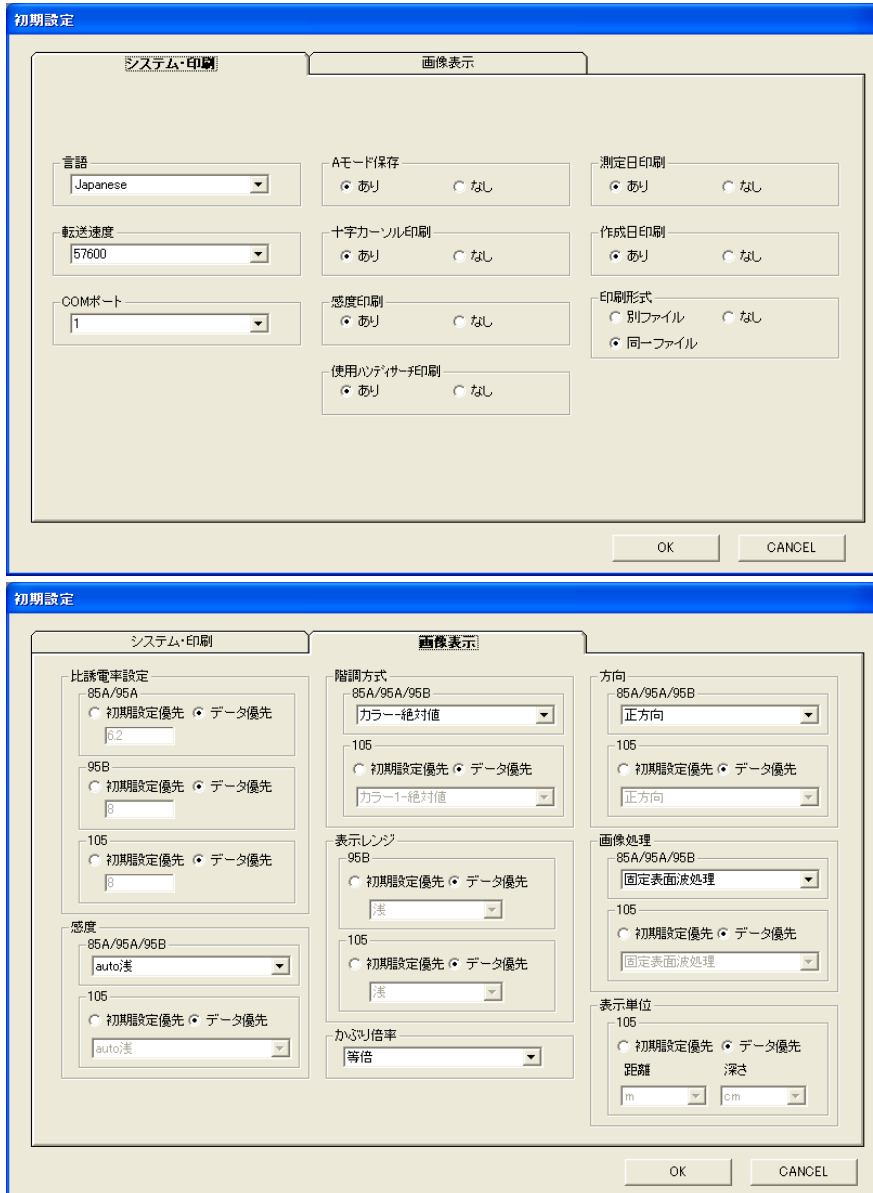 初期設定
システム・印刷
画像表示
言語
Japanese
転送速度
57600
COMポート
1
Aモード保存
あり なし
十字カーソル印刷
あり なし
感度印刷
あり なし
使用ハンディサーチ印刷
あり なし
測定日印刷
あり なし
作成日印刷
あり なし
印刷形式
別ファイル なし
同一ファイル
OK
CANCEL
初期設定
システム・印刷
画像表示
比誘電率設定
85A/95A
初期設定優先 データ優先
6.2
95B
初期設定優先 データ優先
8
105
初期設定優先 データ優先
8
感度
85A/95A/95B
auto浅
105
初期設定優先 データ優先
auto浅
階調方式
85A/95A/95B
カラー-絶対値
105
初期設定優先 データ優先
カラー1-絶対値
表示レンジ
95B
初期設定優先 データ優先
浅
105
初期設定優先 データ優先
浅
かぶり倍率
等倍
方向
85A/95A/95B
正方向
105
初期設定優先 データ優先
正方向
画像処理
85A/95A/95B
固定表面波処理
105
初期設定優先 データ優先
固定表面波処理
表示単位
105
初期設定優先 データ優先
距離 深さ
m cm
OK
CANCEL